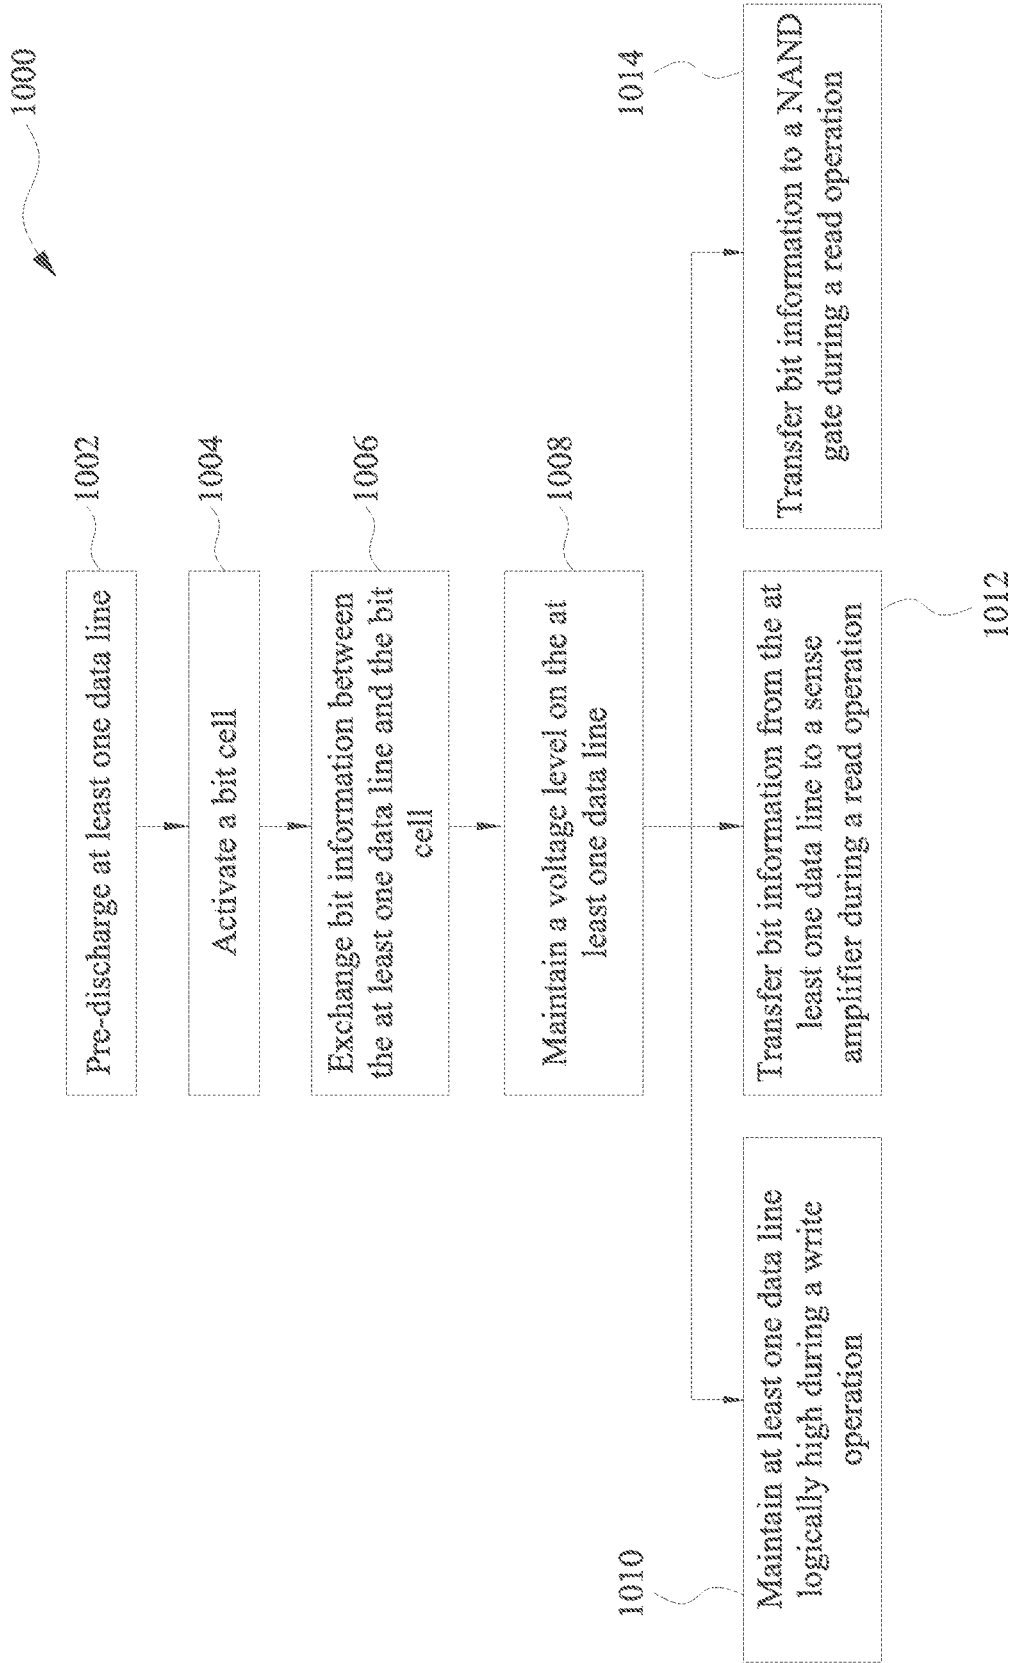 1000
1002
Pre-discharge at least one data line
1004
Activate a bit cell
1006
Exchange bit information between
the at least one data line and the bit
cell
1008
Maintain a voltage level on the at
least one data line
1010
Maintain at least one data line
logically high during a write
operation
Transfer bit information from the at
least one data line to a sense
amplifier during a read operation
1012
1014
Transfer bit information to a NAND
gate during a read operation